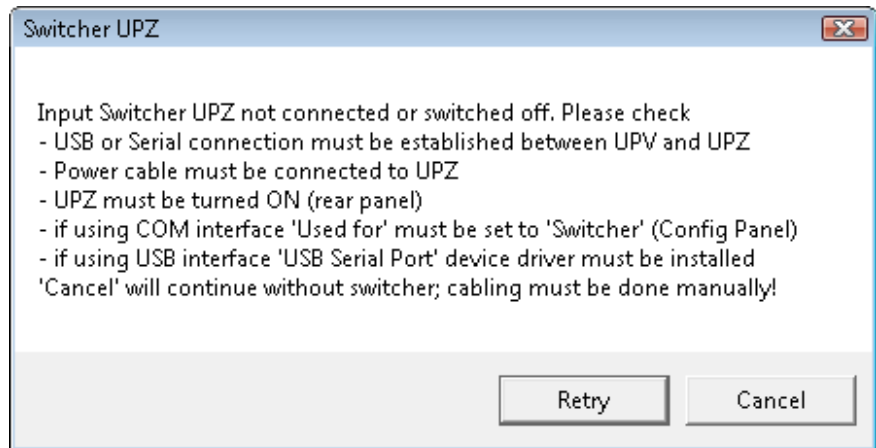 Switcher UPZ
Input Switcher UPZ not connected or switched off. Please check
- USB or Serial connection must be established between UPV and UPZ
- Power cable must be connected to UPZ
- UPZ must be turned ON (rear panel)
- if using COM interface 'Used for' must be set to 'Switcher' (Config Panel)
- if using USB interface 'USB Serial Port' device driver must be installed
'Cancel' will continue without switcher; cabling must be done manually!
Retry Cancel